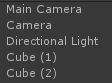 Main Camera
Camera
Directional Light
Cube (1)
Cube (2)